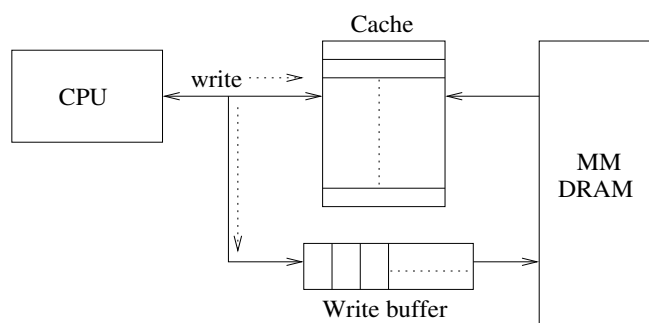 Cache
write
CPU
MM
DRAM
Write buffer